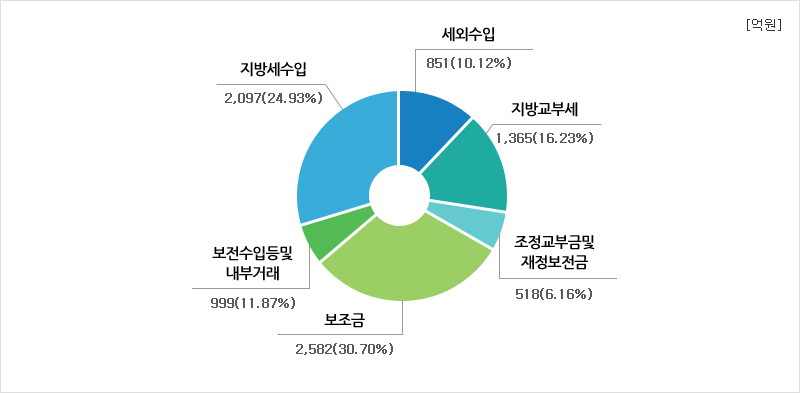 [억원]
세외수입
851(10.12%)
지방세수입
2,097(24.93%)
지방교부세
1,365(16.23%)
조정교부금및
재정보전금
518(6.16%)
보전수입등및
내부거래
999(11.87%)
보조금
2,582(30.70%)